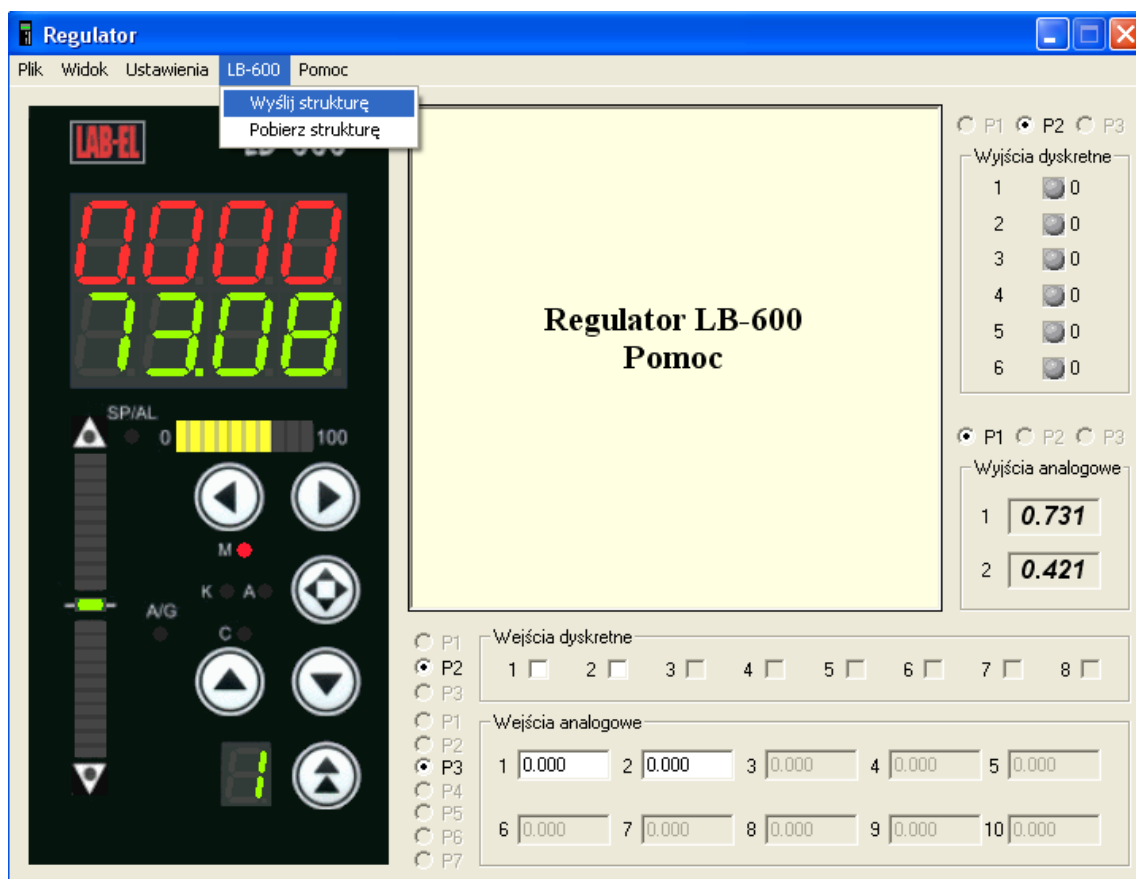 Regulator
Plik Widok Ustawienia LB-600 Pomoc
Wyślij strukturę
Pobierz strukturę
LAB-EL
0.000
73.08
SP/AL
0 100
M
K A
A/G
C
1
Regulator LB-600
Pomoc
P1 P2 P3
Wyjścia dyskretne
1 0
2 0
3 0
4 0
5 0
6 0
P1 P2 P3
Wyjścia analogowe
1 0.731
2 0.421
P1
P2
P3
Wejścia dyskretne
1 2 3 4 5 6 7 8
P1
P2
P3
P4
P5
P6
P7
Wejścia analogowe
1 0.000 2 0.000 3 0.000 4 0.000 5 0.000
6 0.000 7 0.000 8 0.000 9 0.000 10 0.000